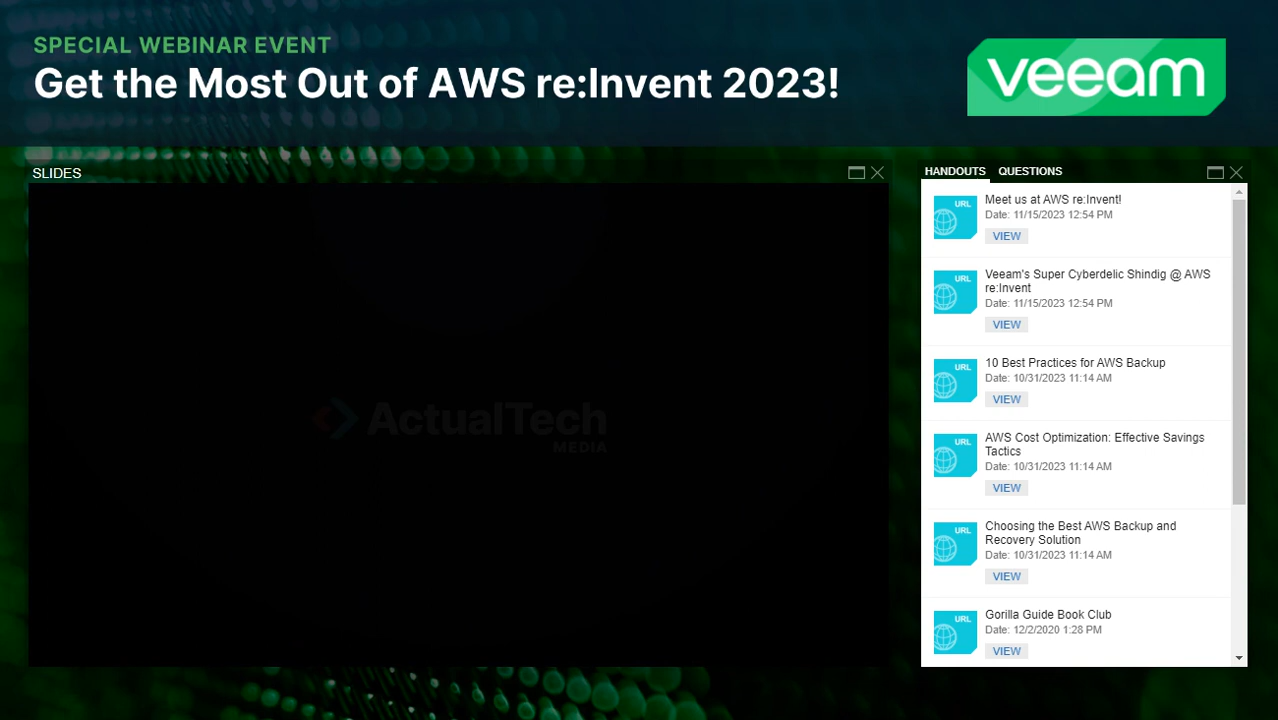 SPECIAL WEBINAR EVENT
Get the Most Out of AWS re:Invent 2023!
veeam
SLIDES
ActualTech
MEDIA
HANDOUTS QUESTIONS
URL
Meet us at AWS re:Invent!
Date: 11/15/2023 12:54 PM
VIEW
URL
Veeam's Super Cyberdelic Shindig @ AWS
re:Invent
Date: 11/15/2023 12:54 PM
VIEW
URL
10 Best Practices for AWS Backup
Date: 10/31/2023 11:14 AM
VIEW
URL
AWS Cost Optimization: Effective Savings
Tactics
Date: 10/31/2023 11:14 AM
VIEW
URL
Choosing the Best AWS Backup and
Recovery Solution
Date: 10/31/2023 11:14 AM
VIEW
URL
Gorilla Guide Book Club
Date: 12/2/2020 1:28 PM
VIEW